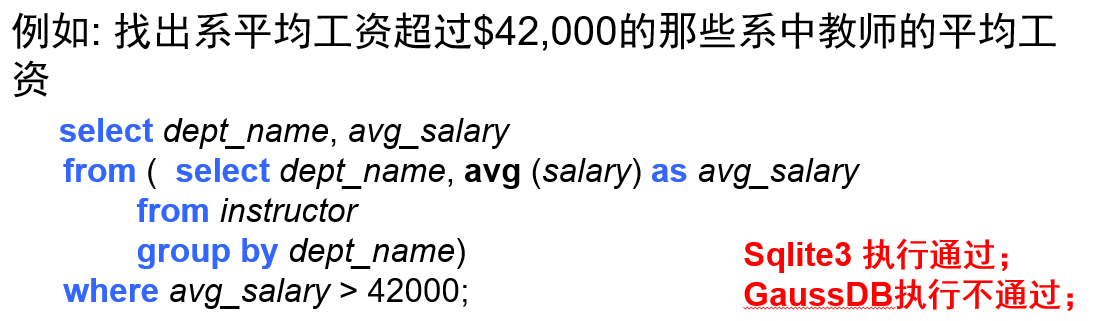 例如: 找出系平均工资超过$42,000的那些系中教师的平均工
资
select dept_name, avg_salary
from ( select dept_name, avg (salary) as avg_salary
from instructor
group by dept_name)
where avg_salary > 42000;
Sqlite3 执行通过；
GaussDB执行不通过；